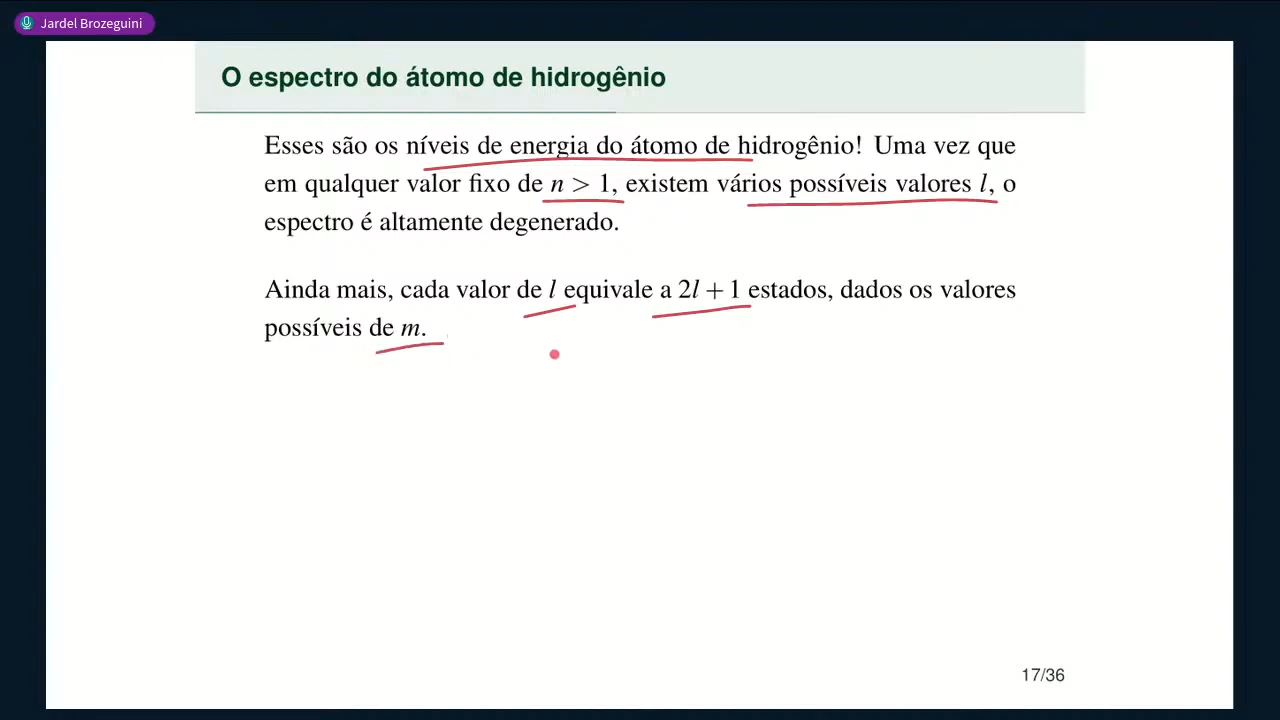 Jardel Brozeguini
O espectro do átomo de hidrogênio
Esses são os níveis de energia do átomo de hidrogênio! Uma vez que
em qualquer valor fixo de n > 1, existem vários possíveis valores l, o
espectro é altamente degenerado.
Ainda mais, cada valor de l equivale a 2l + 1 estados, dados os valores
possíveis de m.
17/36